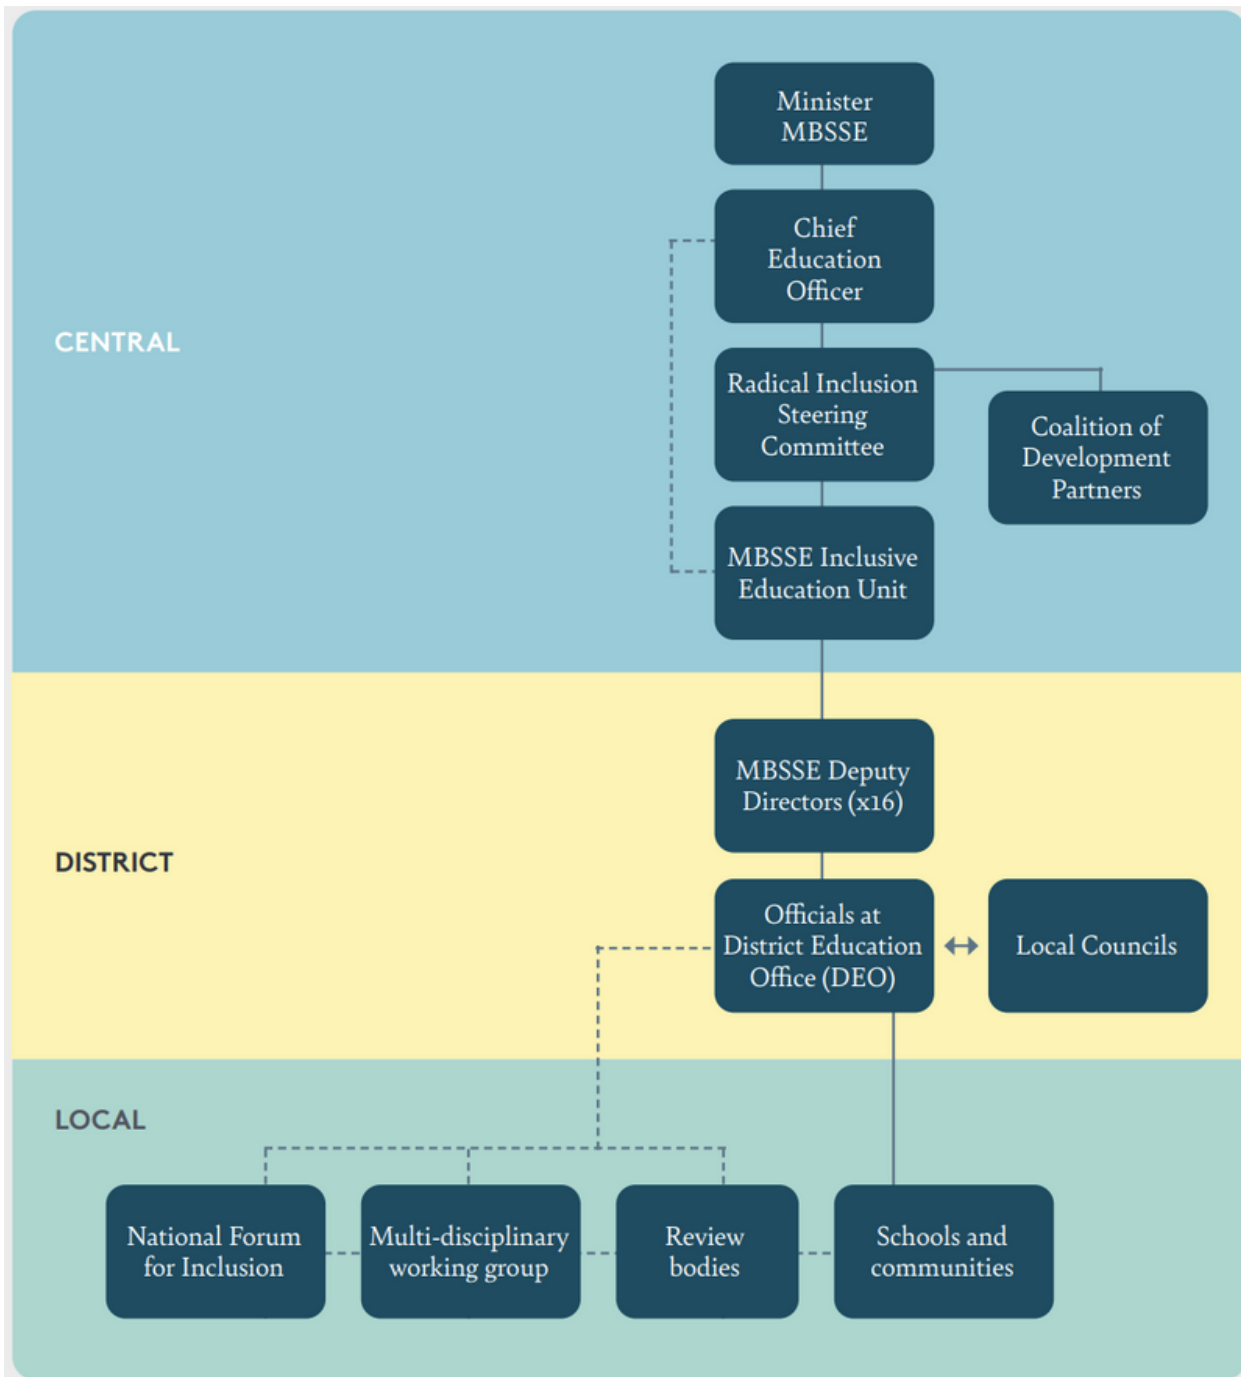 Minister
MBSSE
Chief
Education
Officer
CENTRAL
Radical Inclusion
Steering
Committee
Coalition of
Development
Partners
MBSSE Inclusive
Education Unit
MBSSE Deputy
Directors (x16)
DISTRICT
Officials at
District Education
Office (DEO)
Local Councils
LOCAL
National Forum
for Inclusion
Multi-disciplinary
working group
Review
bodies
Schools and
communities